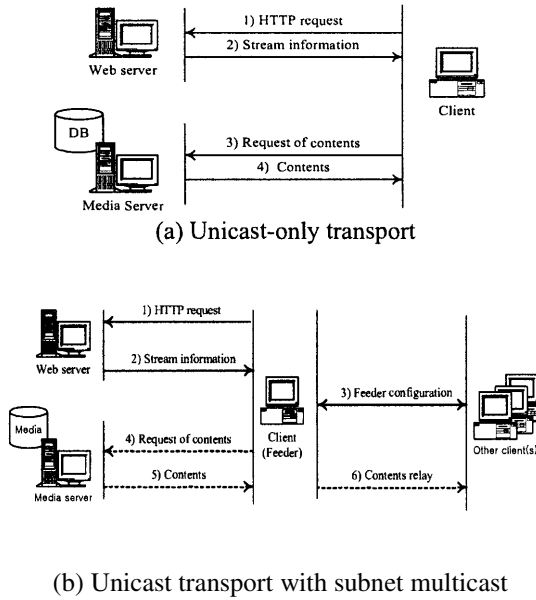 1) HTTP request
2) Stream information
Web server
Client
DB
3) Request of contents
4) Contents
Media Server
(a) Unicast-only transport
1) HTTP request
2) Stream information
Web server
3) Feeder configuration
Media
4) Request of contents
Client
(Feeder)
Other client(s)
5) Contents
6) Contents relay
Media server
(b) Unicast transport with subnet multicast